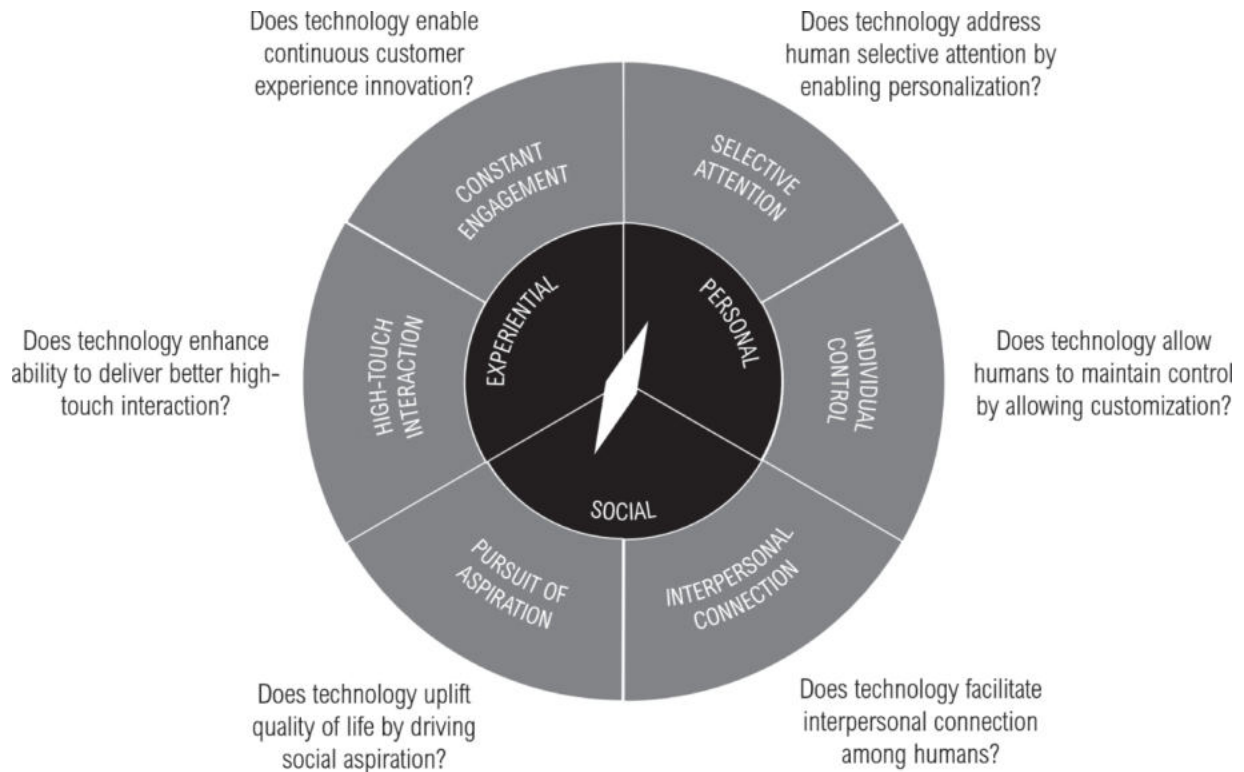 Does technology enable
continuous customer
experience innovation?
Does technology address
human selective attention by
enabling personalization?
CONSTANT
ENGAGEMENT
SELECTIVE
ATTENTION
EXPERIENTIAL
PERSONAL
Does technology enhance
ability to deliver better high-
touch interaction?
HIGH-TOUCH
INTERACTION
INDIVIDUAL
CONTROL
Does technology allow
humans to maintain control
by allowing customization?
SOCIAL
PURSUIT OF
ASPIRATION
INTERPERSONAL
CONNECTION
Does technology uplift
quality of life by driving
social aspiration?
Does technology facilitate
interpersonal connection
among humans?